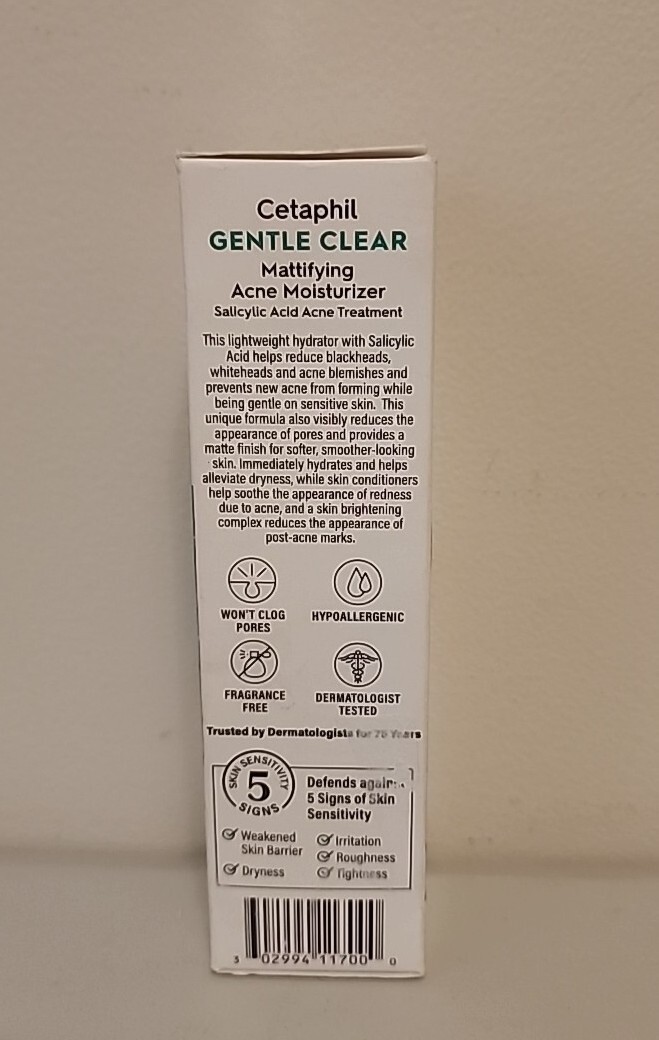 Cetaphil
GENTLE CLEAR
Mattifying
Acne Moisturizer
Salicylic Acid Acne Treatment
This lightweight hydrator with Salicylic
Acid helps reduce blackheads,
whiteheads and acne blemishes and
prevents new acne from forming while
being gentle on sensitive skin. This
unique formula also visibly reduces the
appearance of pores and provides a
matte finish for softer, smoother-looking
skin. Immediately hydrates and helps
alleviate dryness, while skin conditioners
help soothe the appearance of redness
due to acne, and a skin brightening
complex reduces the appearance of
post-acne marks.
WON'T CLOG
PORES
HYPOALLERGENIC
FRAGRANCE
FREE
DERMATOLOGIST
TESTED
Trusted by Dermatologists for 75 Years
SKIN SENSITIVITY
5
SIGNS
Defends against
5 Signs of Skin
Sensitivity
Weakened
Skin Barrier
Dryness
Irritation
Roughness
Tightness
3 02994 11700 0